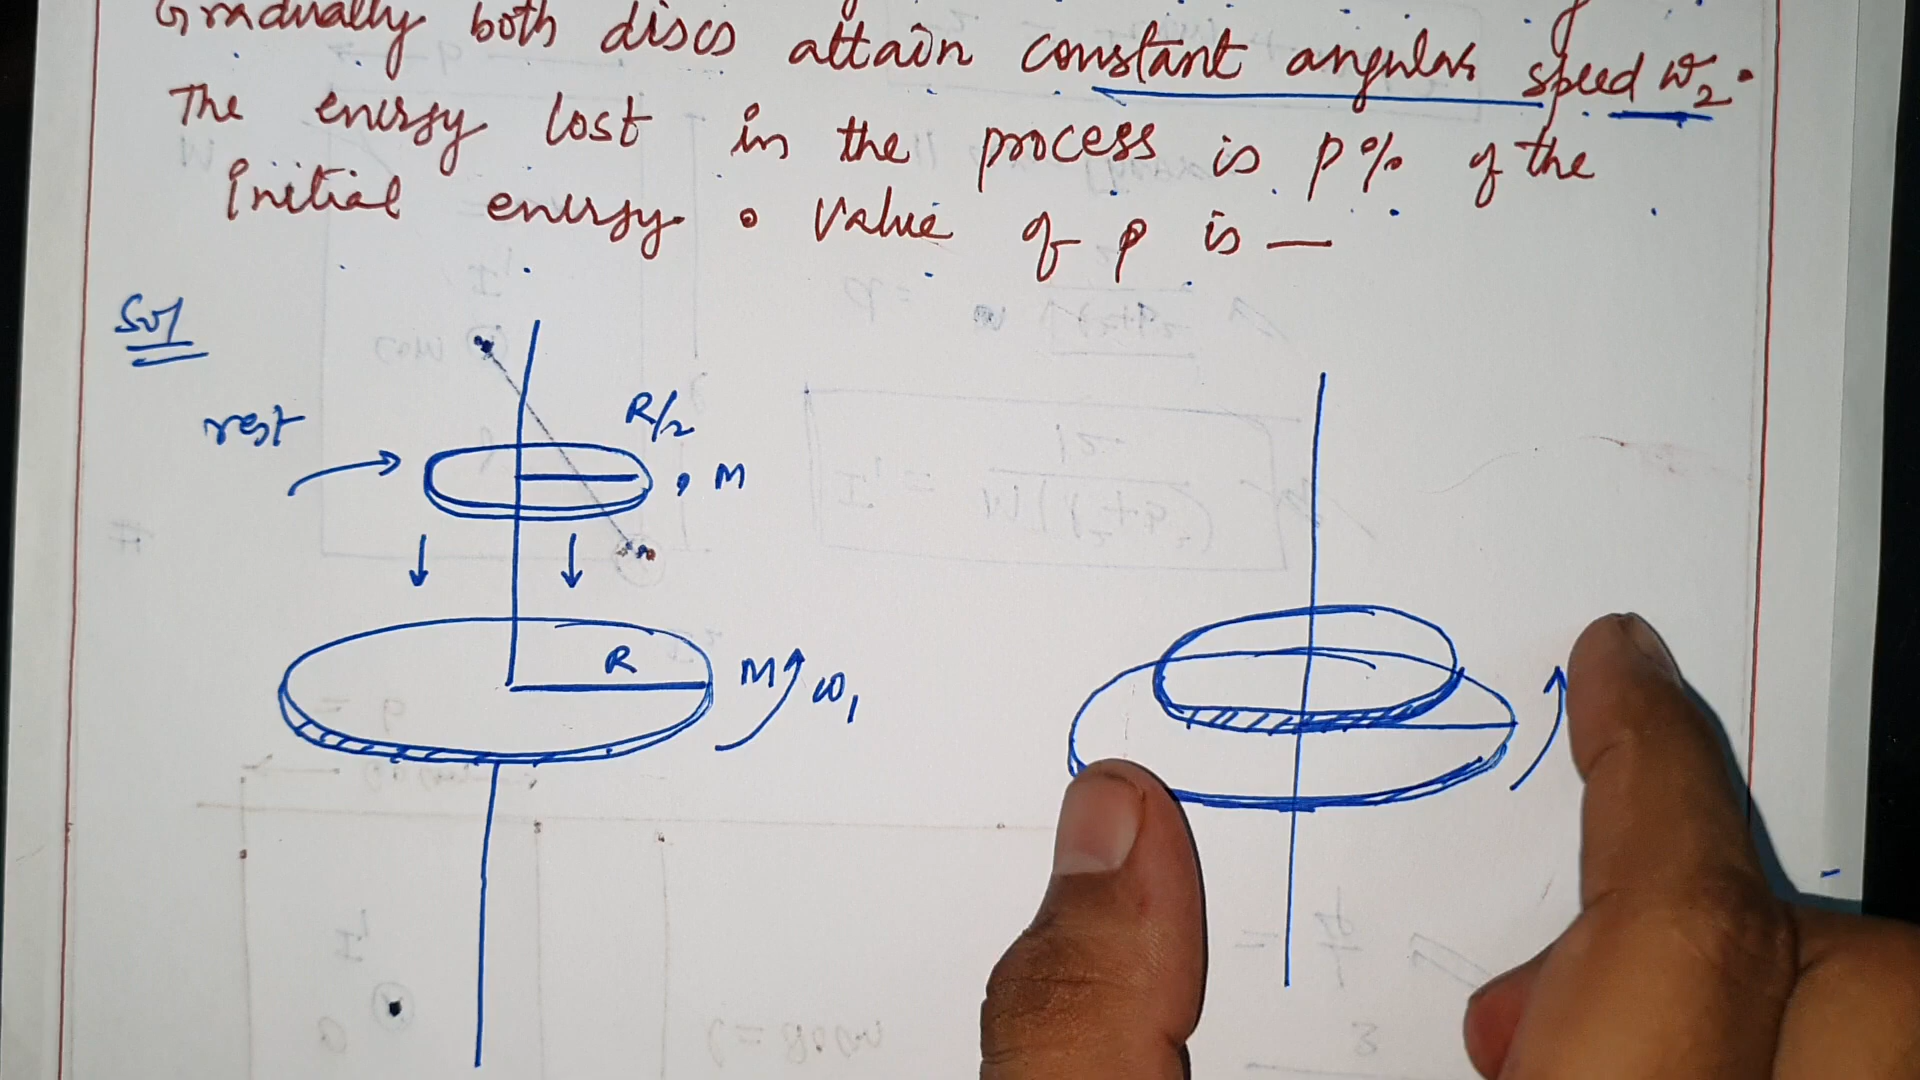 Gradually both discs attain constant angular speed ω₂.
The energy lost in the process is p% of the
initial energy. Value of p is —
Sol
rest
R/2
, M
R
M
ω₁